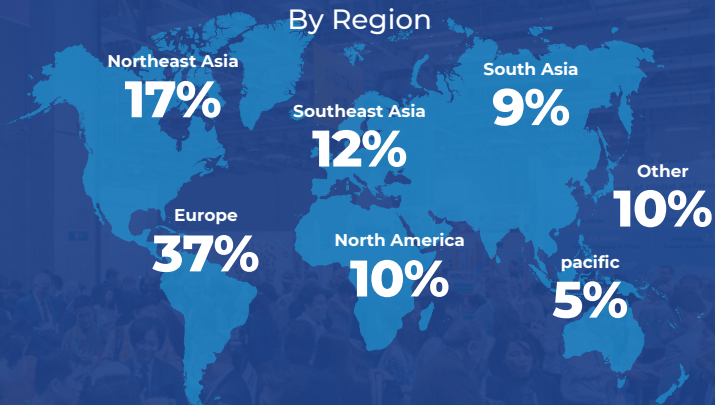 By Region
Northeast Asia
17%
South Asia
9%
Southeast Asia
12%
Other
10%
Europe
37%
North America
10%
pacific
5%